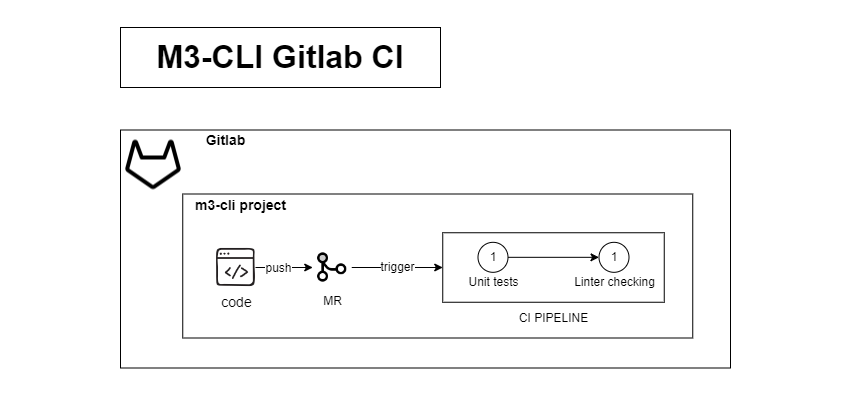 M3-CLI Gitlab CI
Gitlab
m3-cli project
</>
push
trigger
1
1
Unit tests
Linter checking
code
MR
CI PIPELINE